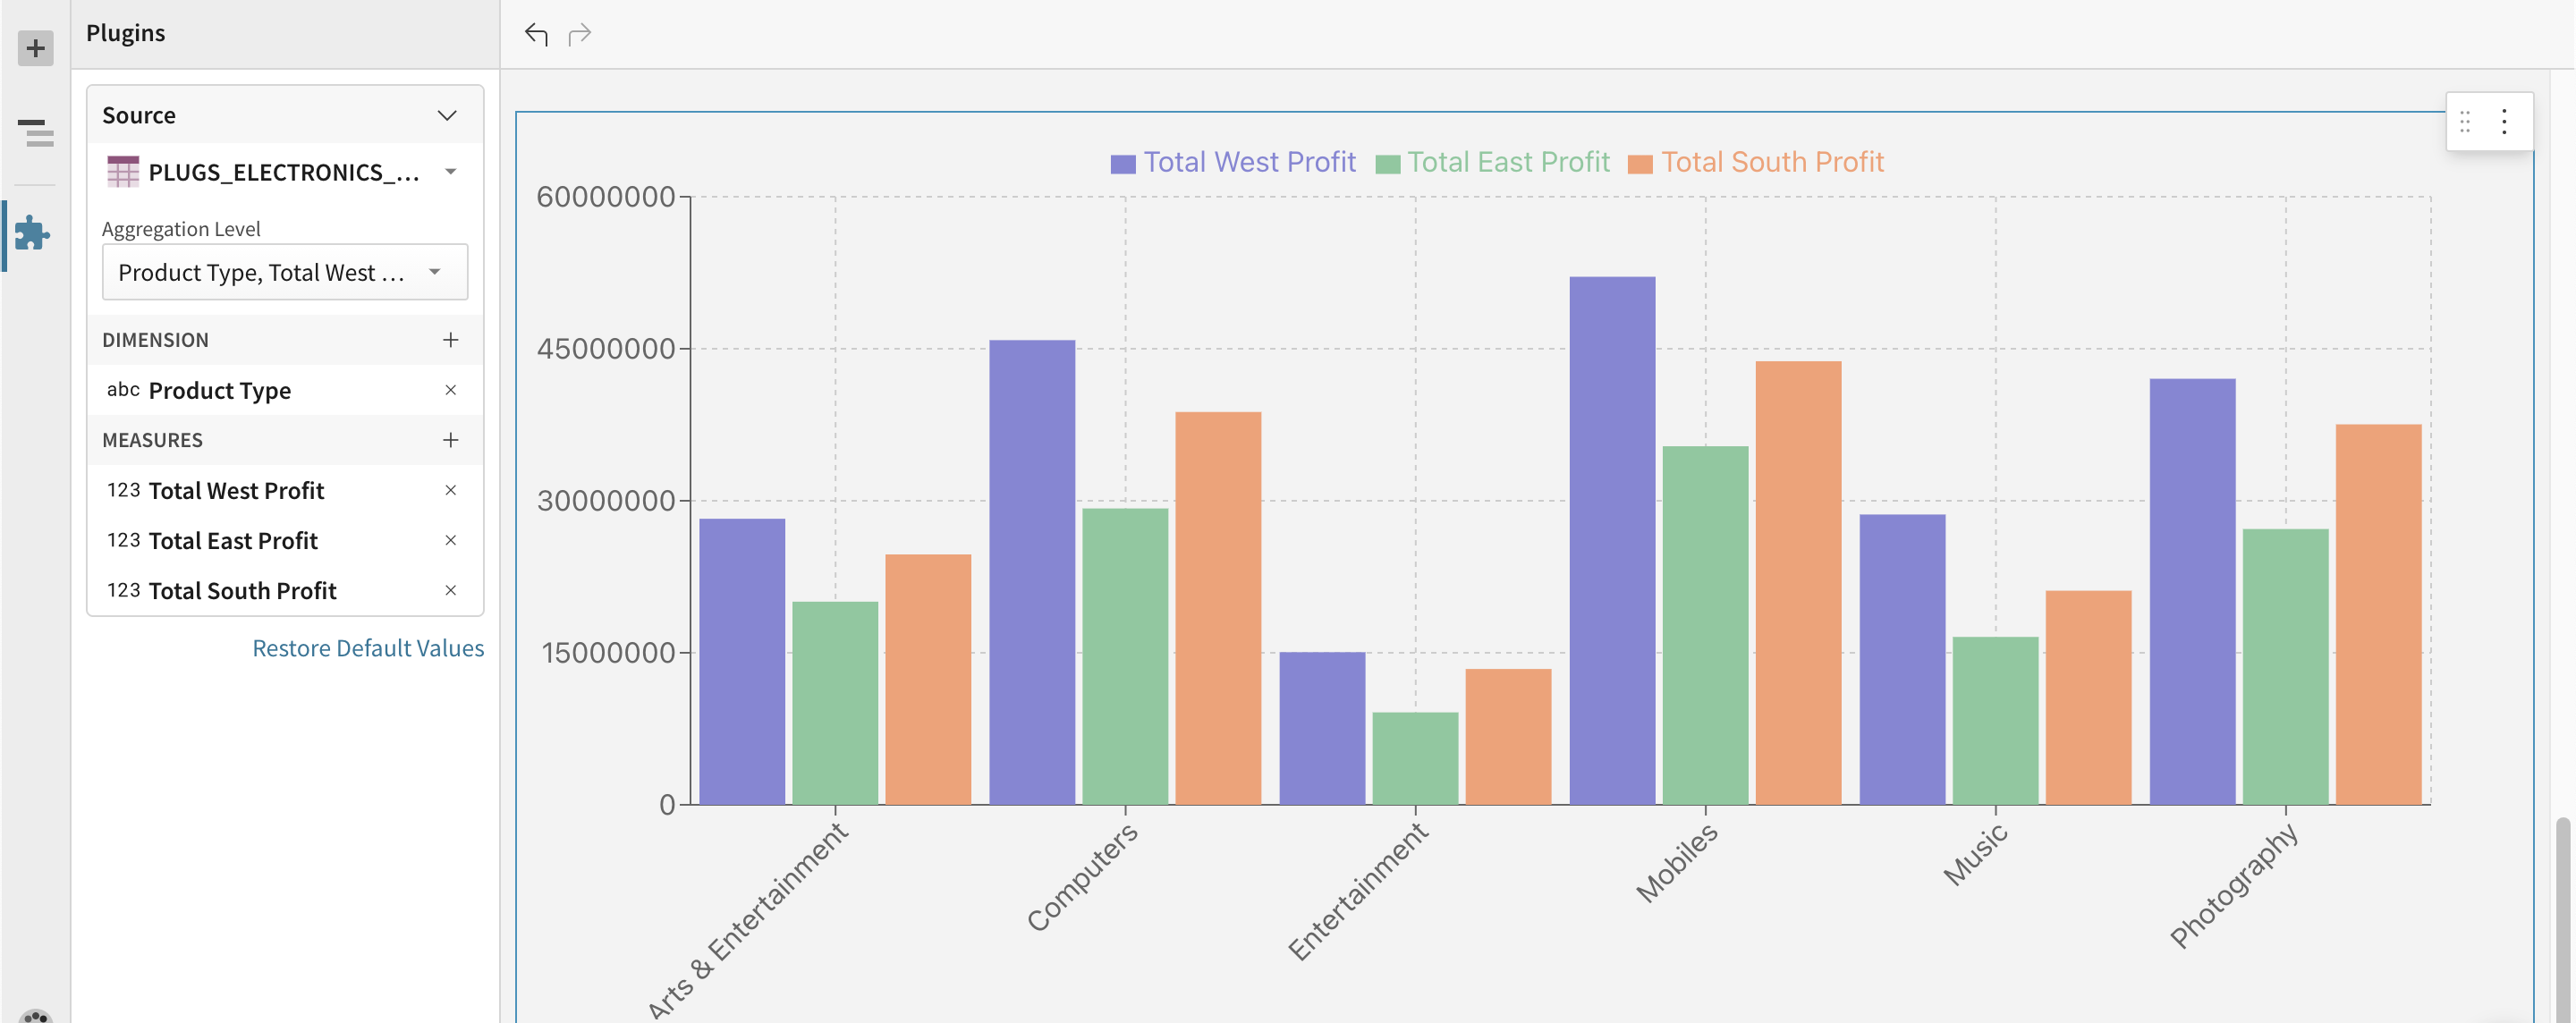 Plugins
Source
PLUGS_ELECTRONICS_...
Aggregation Level
Product Type, Total West ...
DIMENSION
abc Product Type
MEASURES
123 Total West Profit
123 Total East Profit
123 Total South Profit
Restore Default Values
Total West Profit Total East Profit Total South Profit
60000000
45000000
30000000
15000000
0
Arts & Entertainment
Computers
Entertainment
Mobiles
Music
Photography